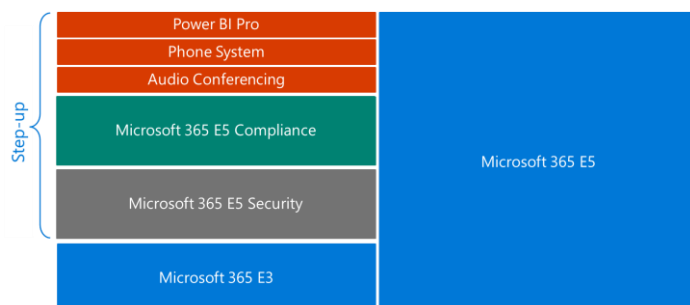 Step-up
Power BI Pro
Phone System
Audio Conferencing
Microsoft 365 E5 Compliance
Microsoft 365 E5 Security
Microsoft 365 E3
Microsoft 365 E5